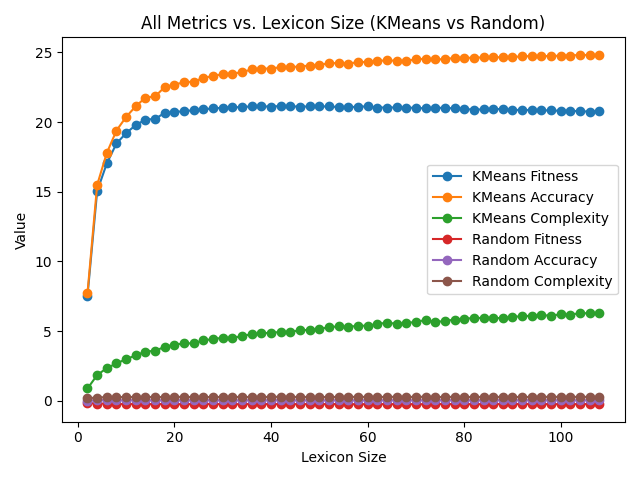 All Metrics vs. Lexicon Size (KMeans vs Random)
25
20
15
10
5
0
Value
KMeans Fitness
KMeans Accuracy
KMeans Complexity
Random Fitness
Random Accuracy
Random Complexity
0 20 40 60 80 100
Lexicon Size